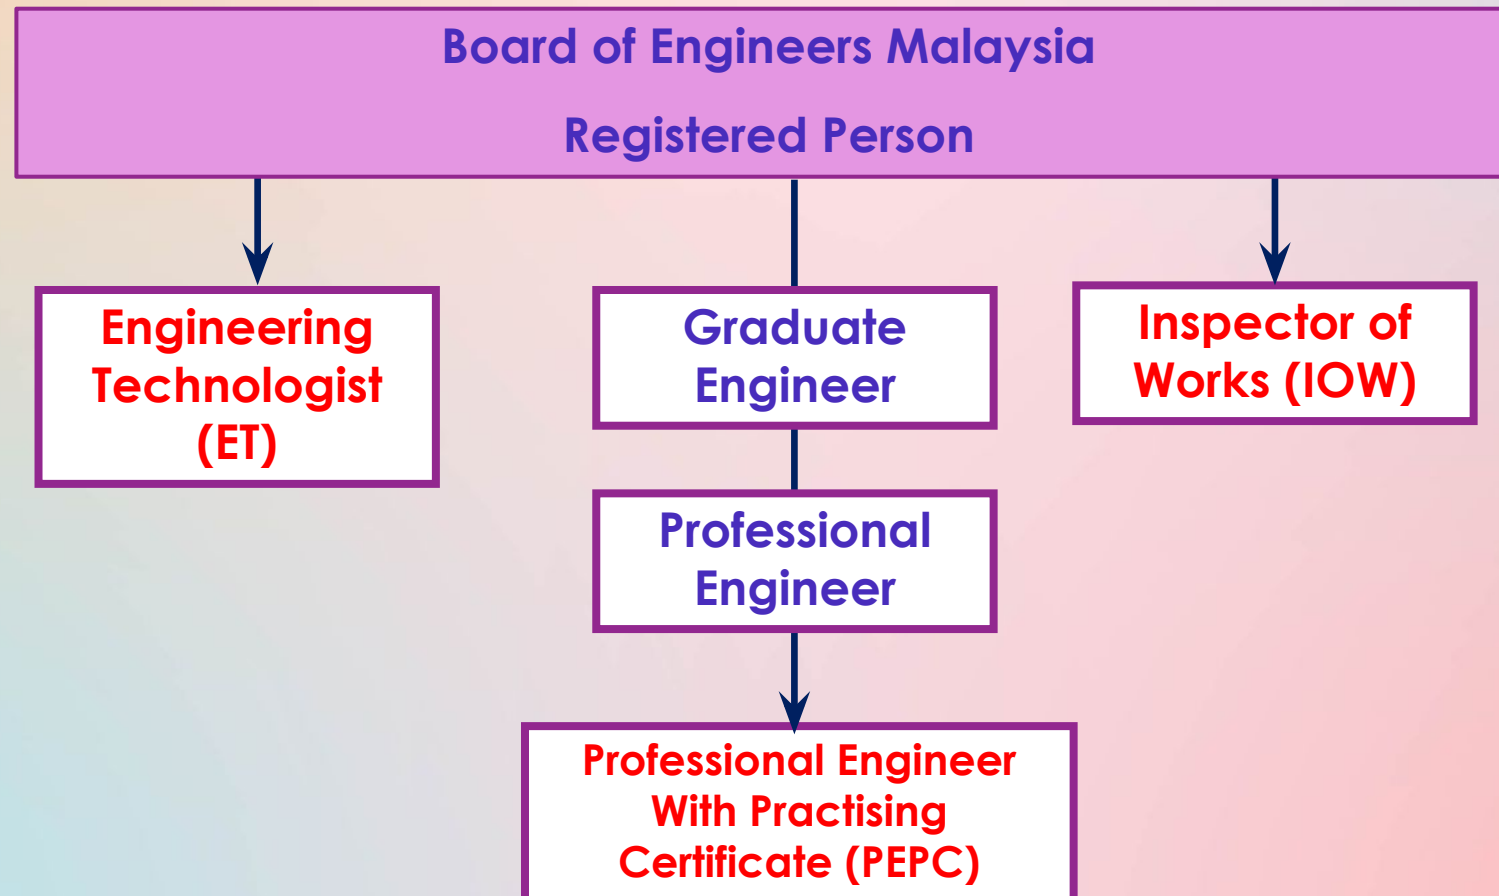 Board of Engineers Malaysia
Registered Person
Engineering
Technologist
(ET)
Graduate
Engineer
Inspector of
Works (IOW)
Professional
Engineer
Professional Engineer
With Practising
Certificate (PEPC)